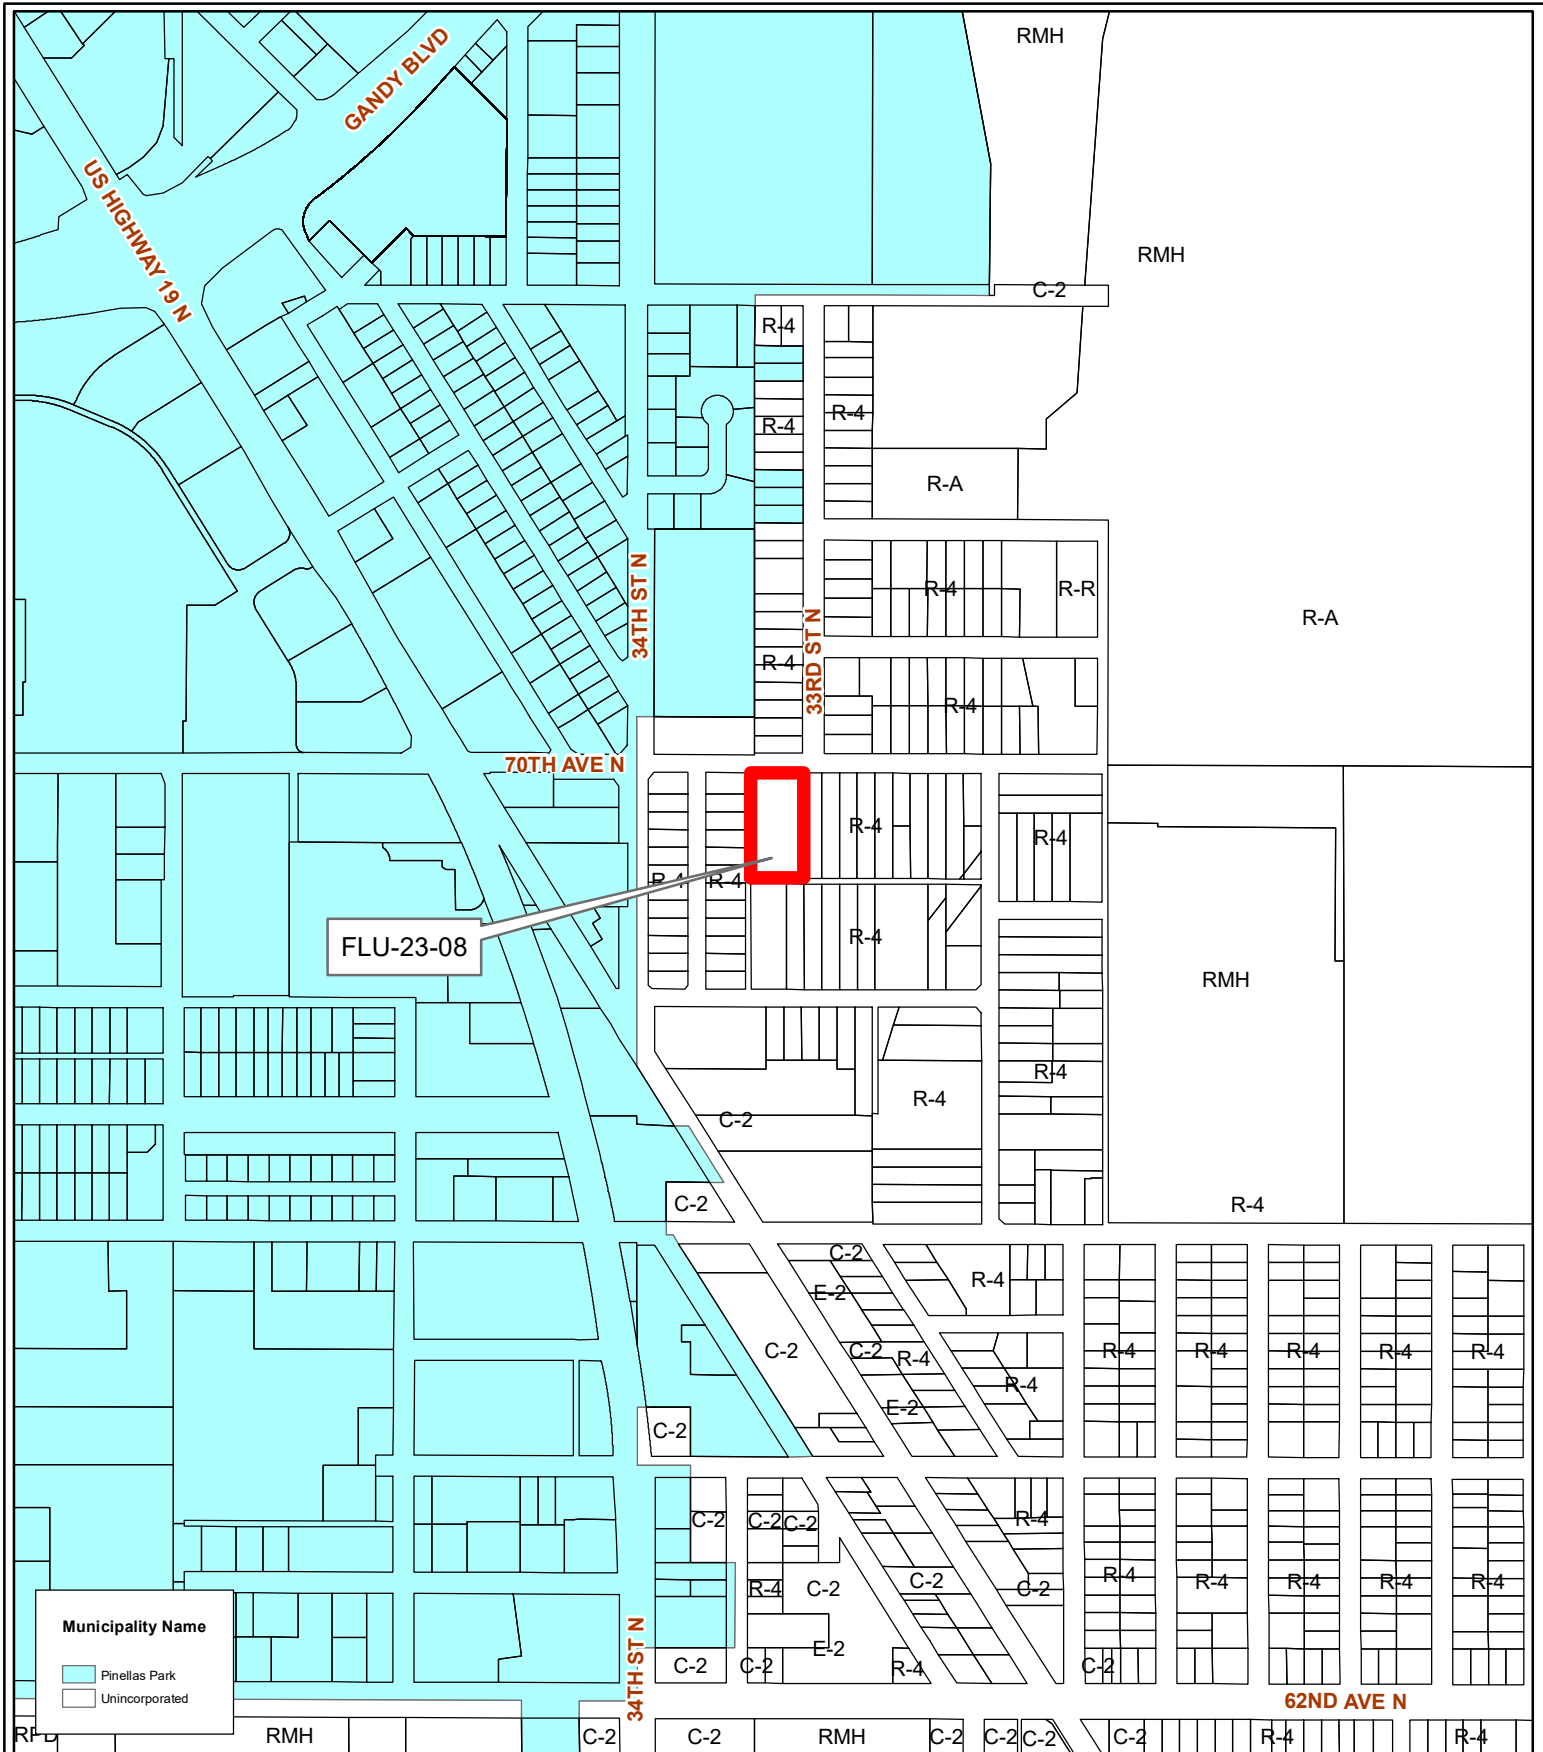 RMH
GANDY BLVD
US HIGHWAY 19 N
RMH
C-2
R-4
R-4
R-4
R-A
34TH ST N
R-4
R-R
33RD ST N
R-A
R-4
R-4
70TH AVE N
R-4
R-4
R-4
R-4
FLU-23-08
R-4
RMH
R-4
R-4
C-2
C-2
R-4
C-2
R-4
E-2
C-2
C-2
R-4
R-4
R-4
R-4
R-4
R-4
R-4
E-2
C-2
C-2
C-2
C-2
R-4
R-4
C-2
C-2
C-2
R-4
R-4
R-4
R-4
R-4
Municipality Name
Pinellas Park
Unincorporated
34TH ST N
E-2
C-2
C-2
R-4
C-2
62ND AVE N
RPD
RMH
C-2
C-2
RMH
C-2
C-2
C-2
C-2
R-4
R-4